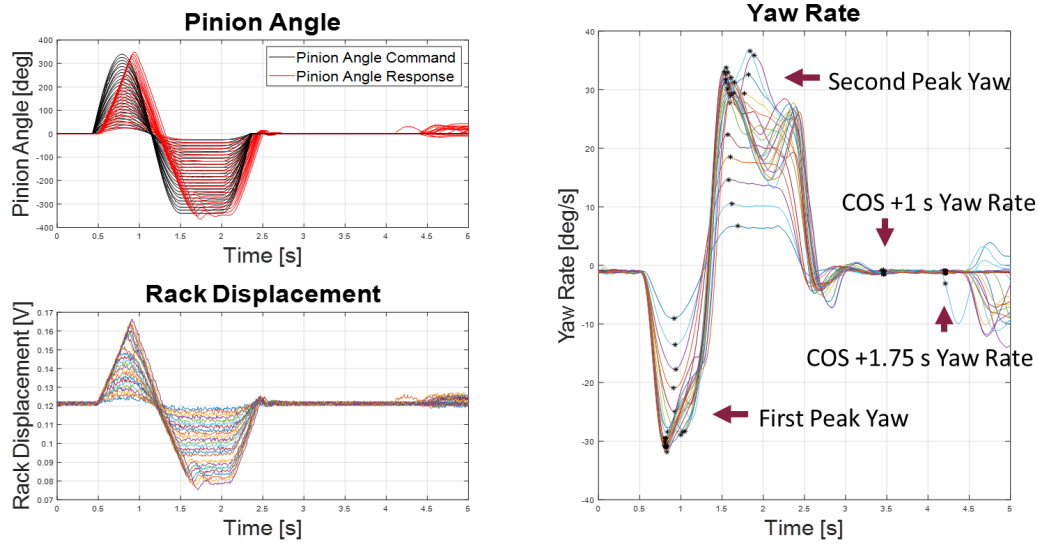 Pinion Angle
Pinion Angle [deg]
400
300
200
100
0
-100
-200
-300
-400
Pinion Angle Command
Pinion Angle Response
0 0.5 1 1.5 2 2.5 3 3.5 4 4.5 5
Time [s]
Rack Displacement
Rack Displacement [V]
0.17
0.16
0.15
0.14
0.13
0.12
0.11
0.1
0.09
0.08
0.07
0 0.5 1 1.5 2 2.5 3 3.5 4 4.5 5
Time [s]
Yaw Rate
Yaw Rate [deg/s]
40
30
20
10
0
-10
-20
-30
-40
Second Peak Yaw
COS +1 s Yaw Rate
COS +1.75 s Yaw Rate
First Peak Yaw
0 0.5 1 1.5 2 2.5 3 3.5 4 4.5 5
Time [s]